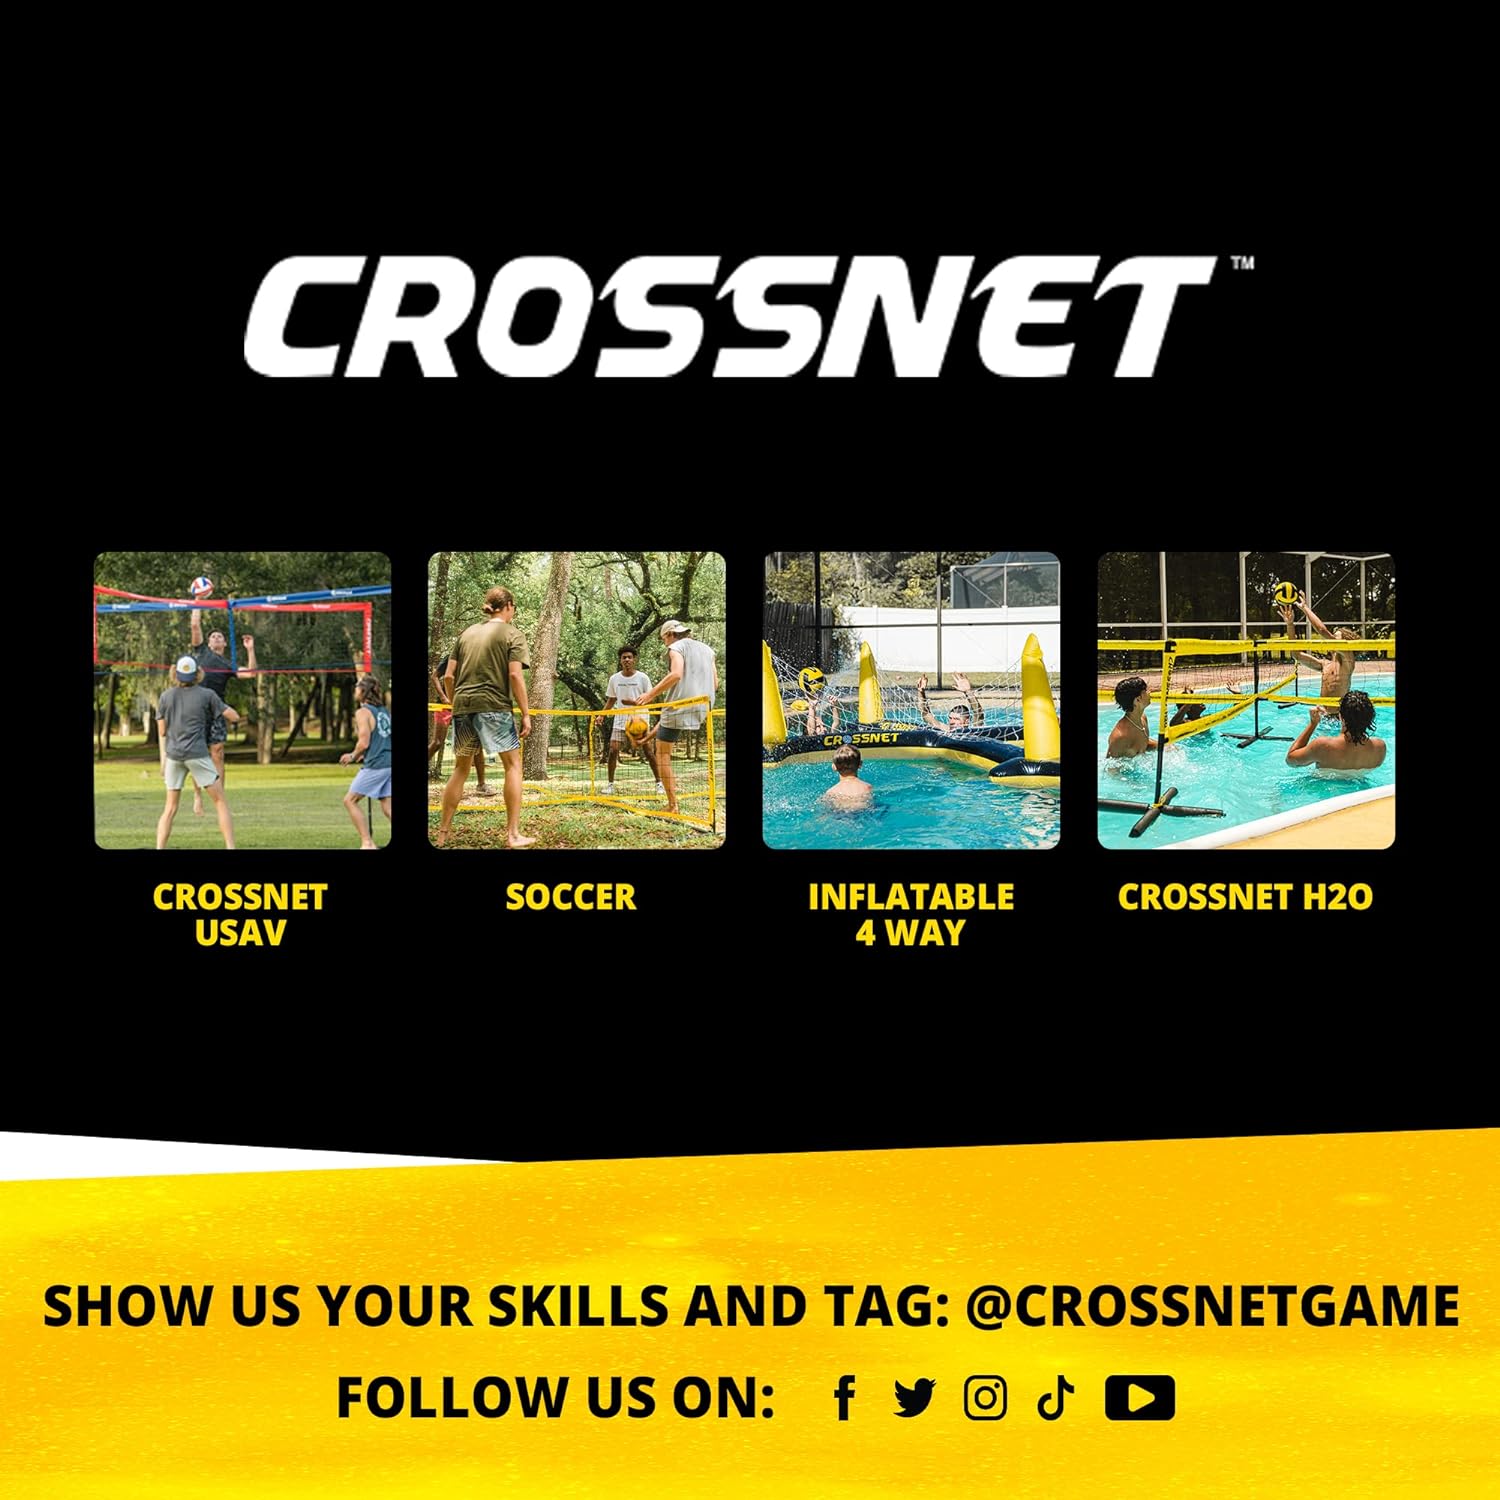 CROSSNET™
CROSSNET
CROSSNET
USAV
SOCCER
INFLATABLE
4 WAY
CROSSNET H2O
SHOW US YOUR SKILLS AND TAG: @CROSSNETGAME
FOLLOW US ON: